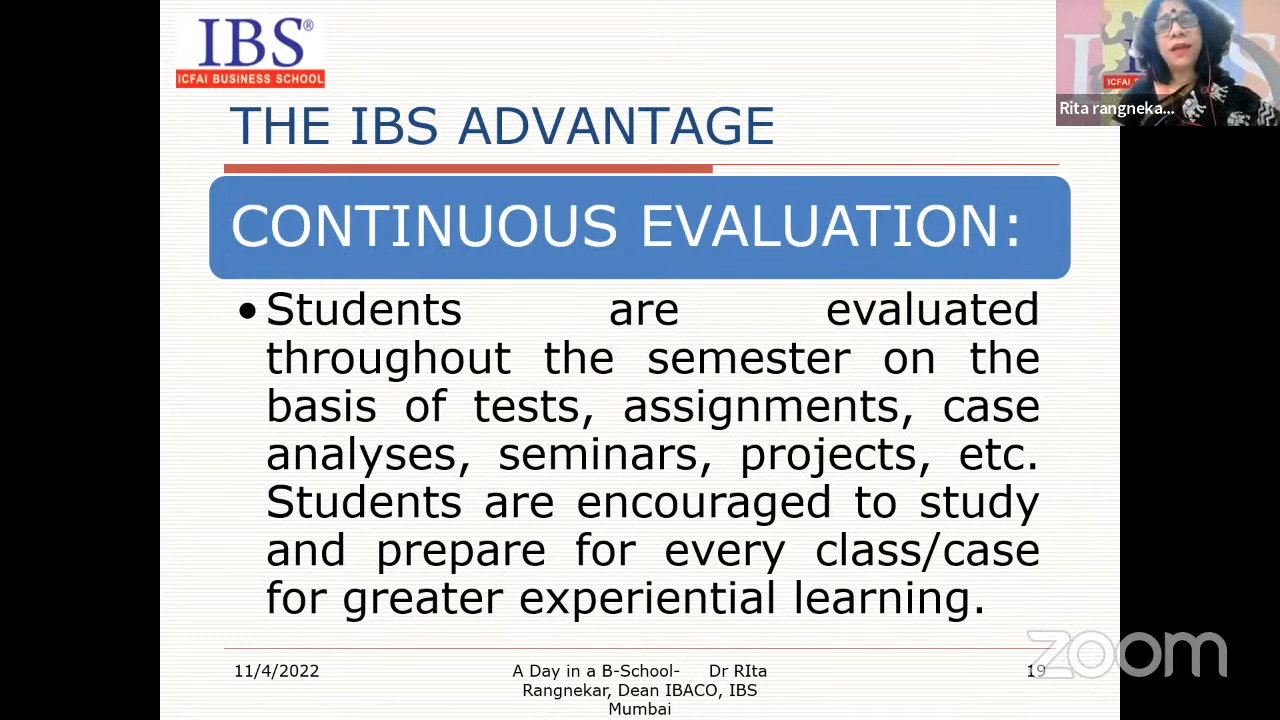 IBS®
ICFAI BUSINESS SCHOOL
THE IBS ADVANTAGE
CONTINUOUS EVALUATION:
•Students are evaluated
throughout the semester on the
basis of tests, assignments, case
analyses, seminars, projects, etc.
Students are encouraged to study
and prepare for every class/case
for greater experiential learning.
11/4/2022
A Day in a B-School- Dr RIta
Rangnekar, Dean IBACO, IBS
Mumbai
19
zoom
ICFAI BU
Rita rangneka...